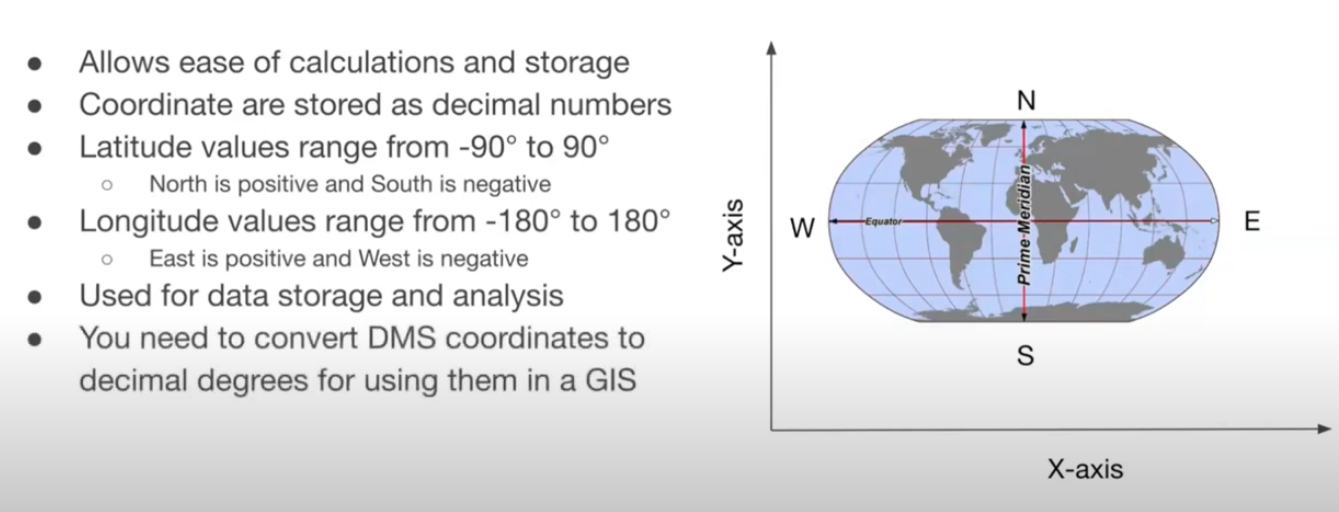 Allows ease of calculations and storage
Coordinate are stored as decimal numbers
Latitude values range from -90° to 90°
North is positive and South is negative
Longitude values range from -180° to 180°
East is positive and West is negative
Used for data storage and analysis
You need to convert DMS coordinates to
decimal degrees for using them in a GIS
Y-axis
N
W
Equator
Prime Meridian
E
S
X-axis